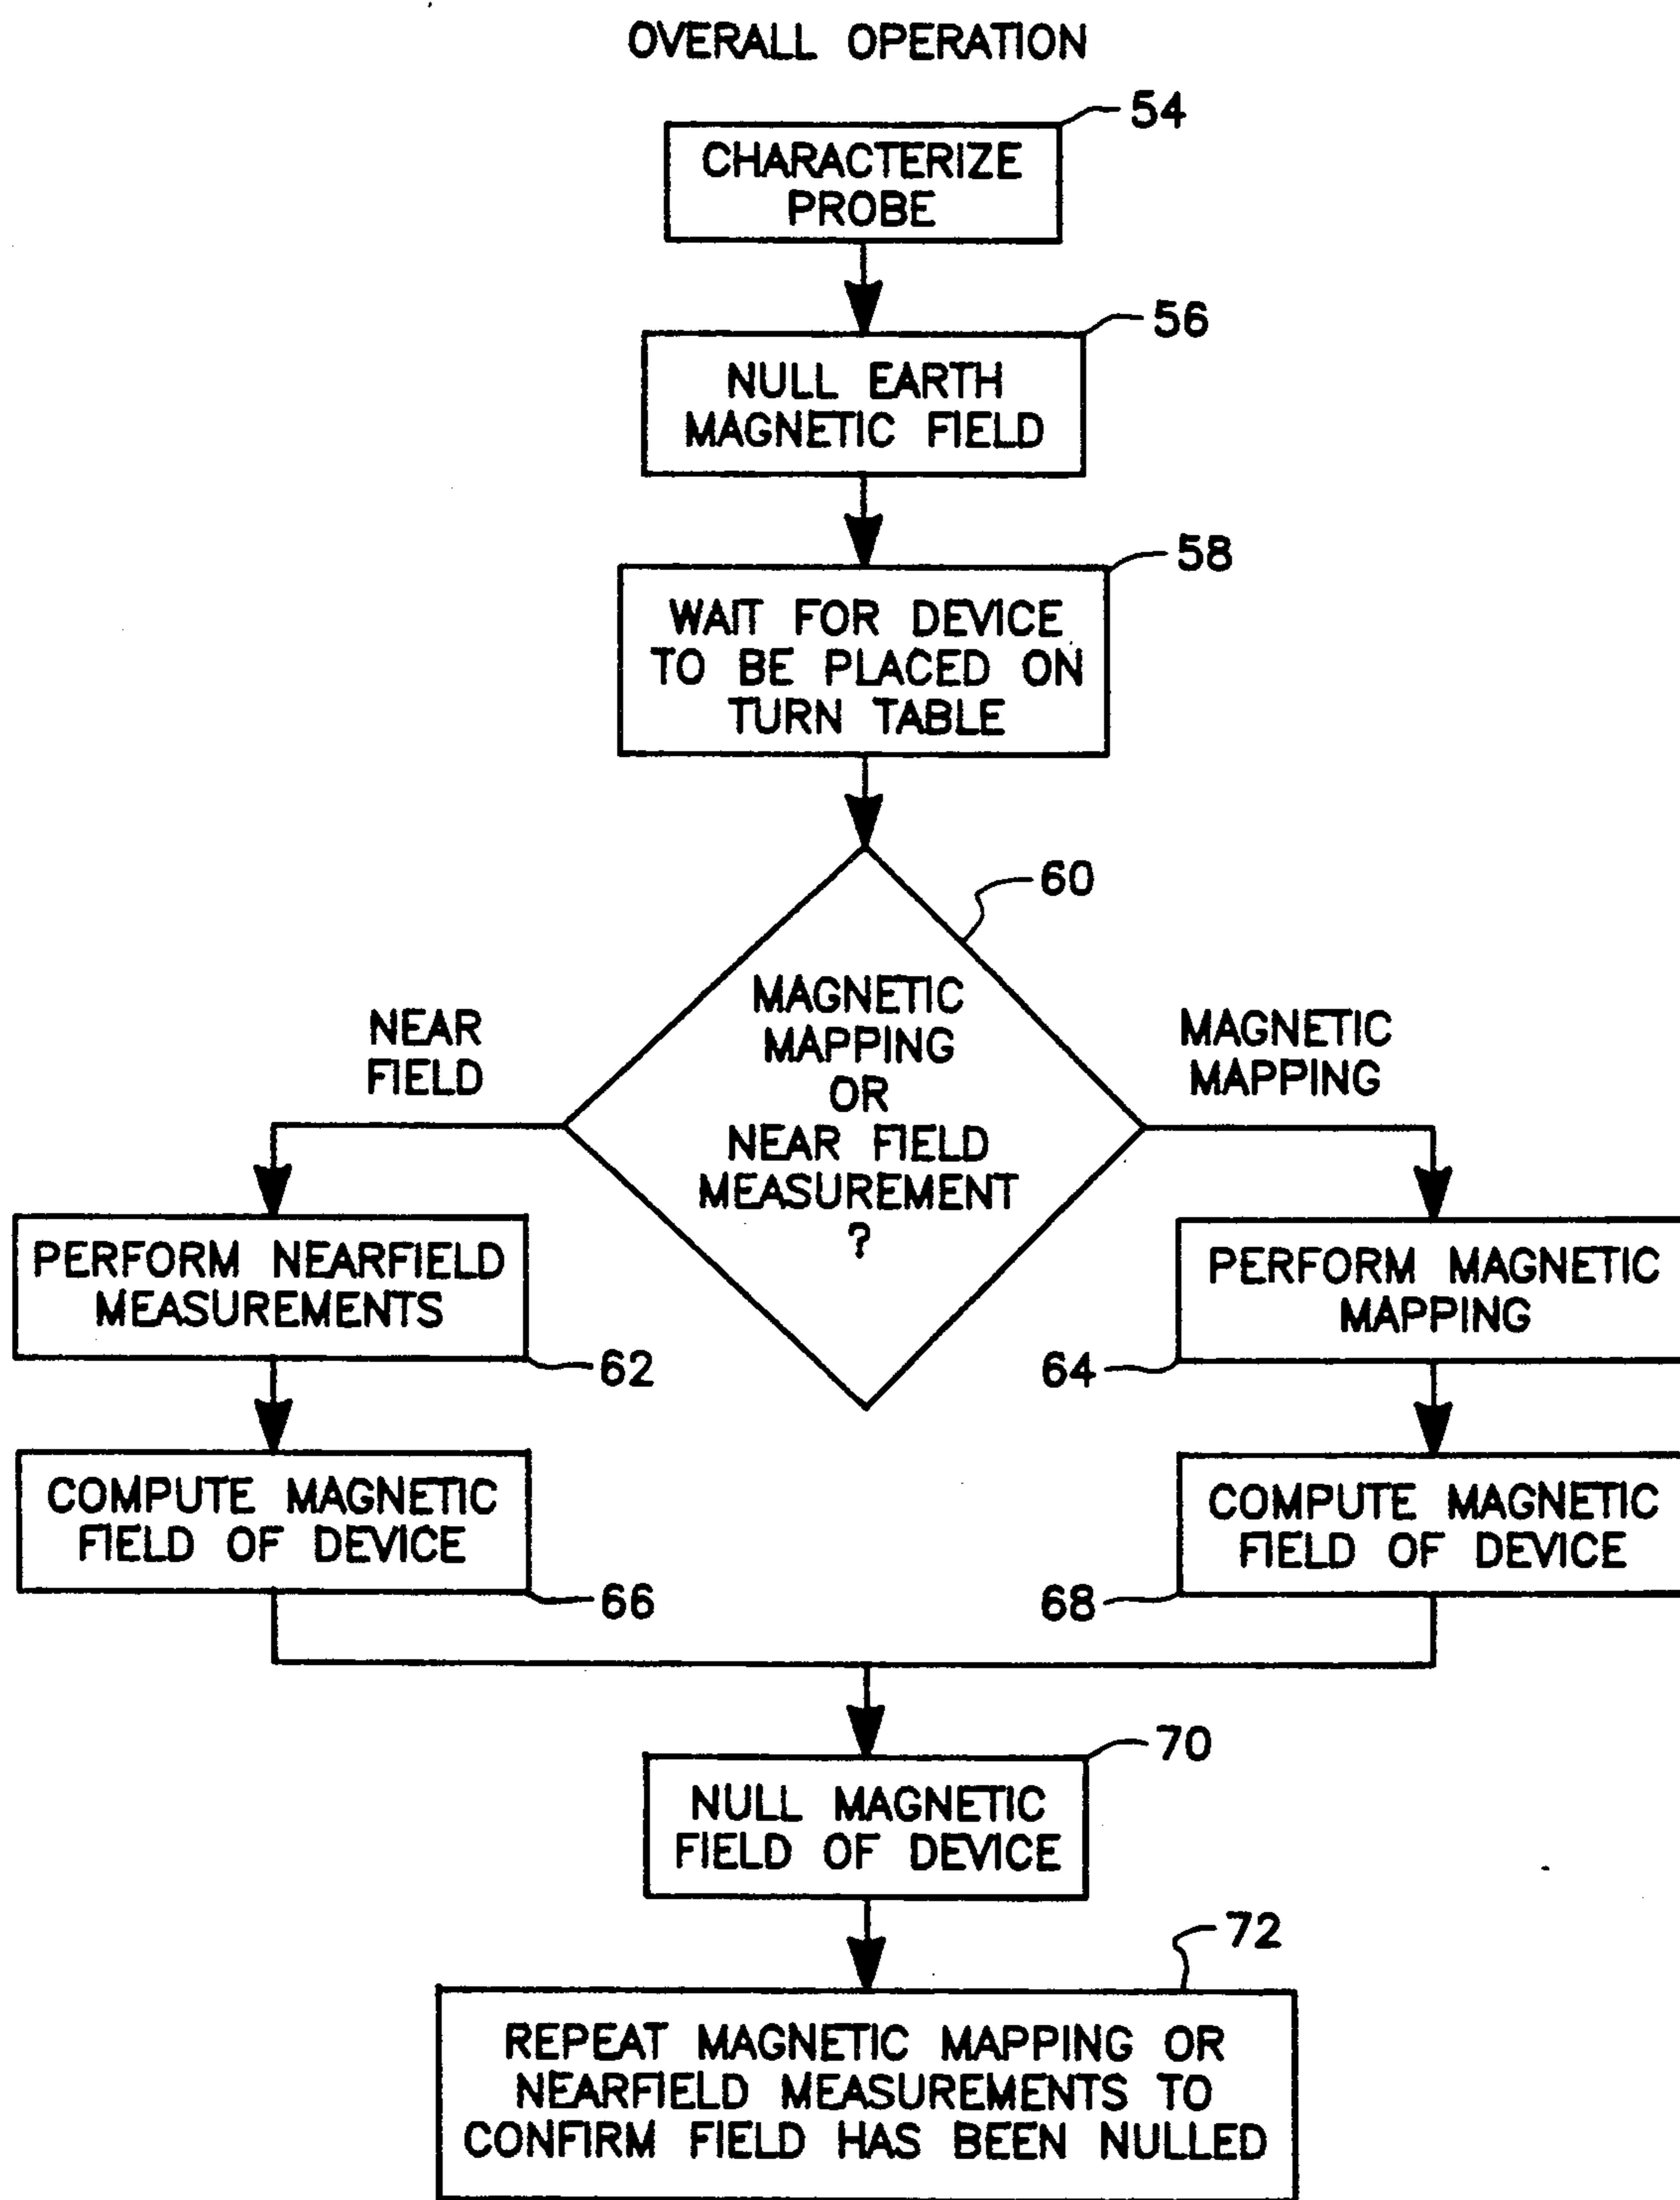 OVERALL OPERATION
54
CHARACTERIZE
PROBE
56
NULL EARTH
MAGNETIC FIELD
58
WAIT FOR DEVICE
TO BE PLACED ON
TURN TABLE
60
MAGNETIC
MAPPING
OR
NEAR FIELD
MEASUREMENT
?
NEAR
FIELD
MAGNETIC
MAPPING
PERFORM NEARFIELD
MEASUREMENTS
62
PERFORM MAGNETIC
MAPPING
64
COMPUTE MAGNETIC
FIELD OF DEVICE
66
COMPUTE MAGNETIC
FIELD OF DEVICE
68
70
NULL MAGNETIC
FIELD OF DEVICE
72
REPEAT MAGNETIC MAPPING OR
NEARFIELD MEASUREMENTS TO
CONFIRM FIELD HAS BEEN NULLED